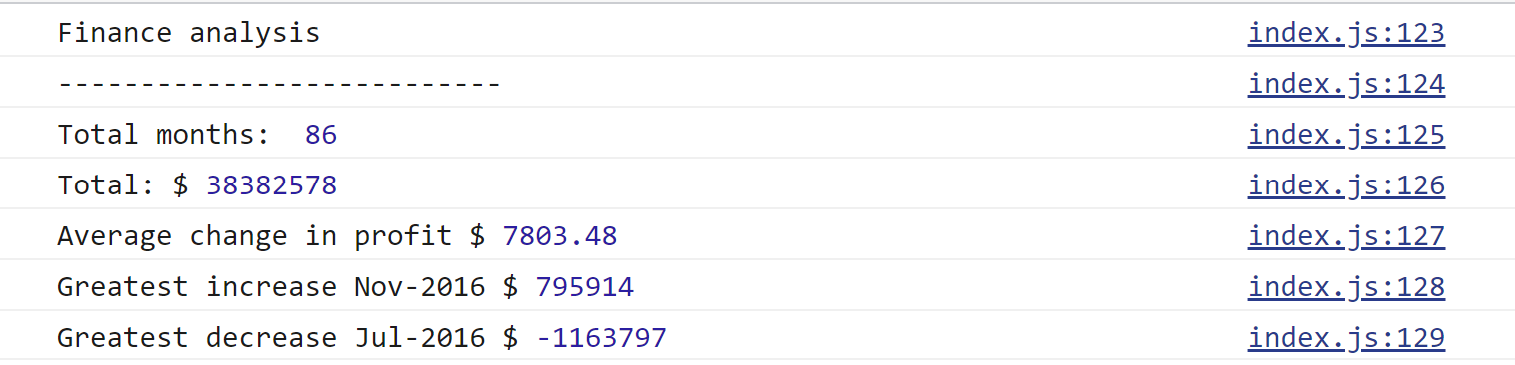 Finance analysis index.js:123
--------------------------- index.js:124
Total months:  86 index.js:125
Total: $ 38382578 index.js:126
Average change in profit $ 7803.48 index.js:127
Greatest increase Nov-2016 $ 795914 index.js:128
Greatest decrease Jul-2016 $ -1163797 index.js:129